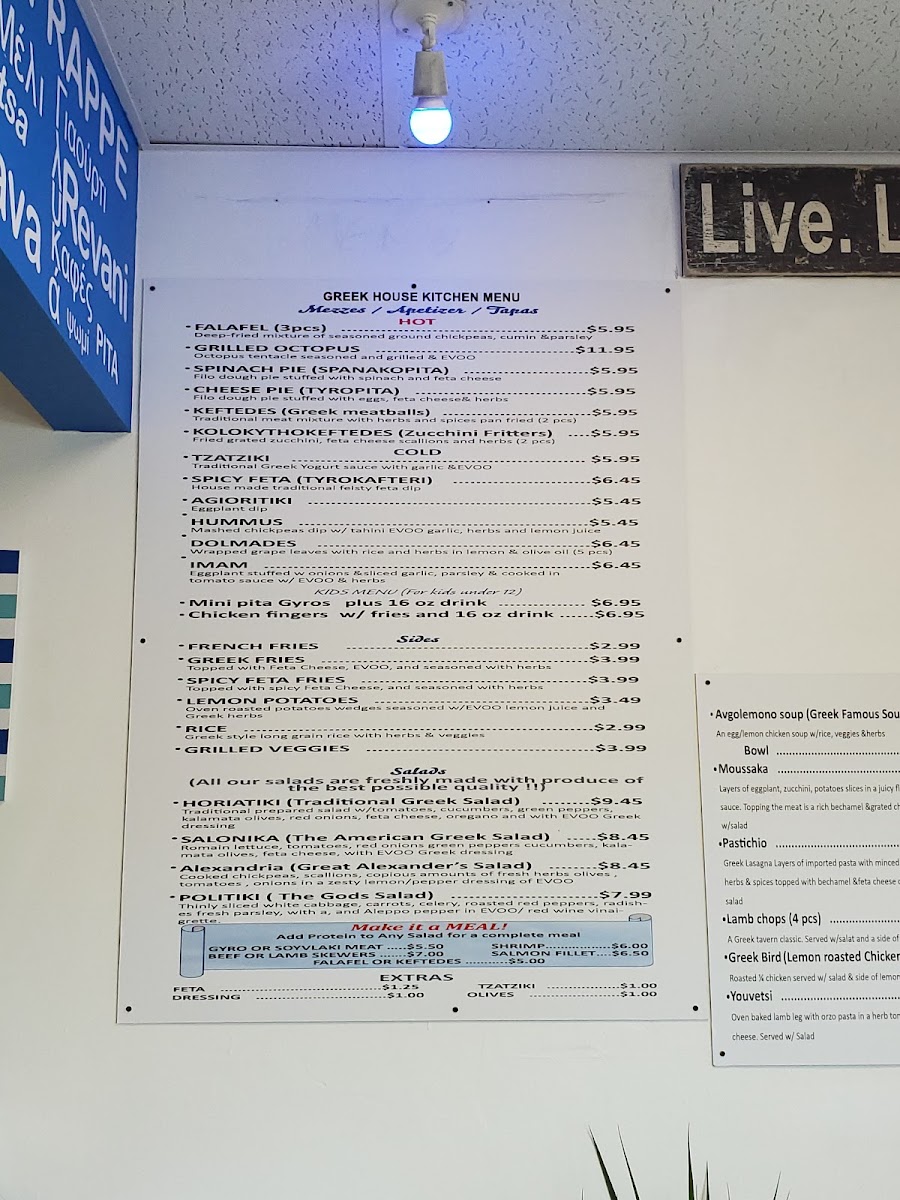 RAPPE
Μέλι
tsa
ava
Γιαούρτι
Revani
Καφές
ψωμί
PITA
Live. L
GREEK HOUSE KITCHEN MENU
Mezzes / Apetizer / Tapas
HOT
• FALAFEL (3pcs) ....................$5.95
Deep-fried mixture of seasoned ground chickpeas, cumin &parsley
• GRILLED OCTOPUS ....................$11.95
Octopus tentacle seasoned and grilled & EVOO
• SPINACH PIE (SPANAKOPITA) ....................$5.95
Filo dough pie stuffed with spinach and feta cheese
• CHEESE PIE (TYROPITA) ....................$5.95
Filo dough pie stuffed with eggs, feta cheese& herbs
• KEFTEDES (Greek meatballs) ....................$5.95
Traditional meat mixture with herbs and spices pan fried (2 pcs)
• KOLOKYTHOKEFTEDES (Zucchini Fritters) ....$5.95
Fried grated zucchini, feta cheese scallions and herbs (2 pcs)
COLD
• TZATZIKI .................... $5.95
Traditional Greek Yogurt sauce with garlic &EVOO
• SPICY FETA (TYROKAFTERI) ....................$6.45
House made traditional feisty feta dip
• AGIORITIKI ....................$5.45
Eggplant dip
• HUMMUS ....................$5.45
Mashed chickpeas dip w/ tahini EVOO garlic, herbs and lemon juice
• DOLMADES ....................$6.45
Wrapped grape leaves with rice and herbs in lemon & olive oil (5 pcs)
• IMAM ....................$6.45
Eggplant stuffed w onions &sliced garlic, parsley & cooked in
tomato sauce w/ EVOO & herbs
KIDS MENU (For kids under 12)
• Mini pita Gyros plus 16 oz drink .............. $6.95
• Chicken fingers w/ fries and 16 oz drink ......$6.95
Sides
• FRENCH FRIES ....................$2.99
• GREEK FRIES ....................$3.99
Topped with Feta Cheese, EVOO, and seasoned with herbs
• SPICY FETA FRIES ....................$3.99
Topped with spicy Feta Cheese, and seasoned with herbs
• LEMON POTATOES ....................$3.49
Oven roasted potatoes wedges seasoned w/EVOO lemon juice and
Greek herbs
• RICE ....................$2.99
Greek style long grain rice with herbs & veggies
• GRILLED VEGGIES ....................$3.99
Salads
(All our salads are freshly made with produce of
the best possible quality !!)
• HORIATIKI (Traditional Greek Salad) ..........$9.45
Traditional prepared salad w/tomatoes, cucumbers, green peppers,
kalamata olives, red onions, feta cheese, oregano and with EVOO Greek
dressing
• SALONIKA (The American Greek Salad) ......$8.45
Romain lettuce, tomatoes, red onions green peppers cucumbers, kala-
mata olives, feta cheese, with EVOO Greek dressing
• Alexandria (Great Alexander's Salad) ..........$8.45
Cooked chickpeas, scallions, copious amounts of fresh herbs olives ,
tomatoes , onions in a zesty lemon/pepper dressing of EVOO
• POLITIKI ( The Gods Salad) ....................$7.99
Thinly sliced white cabbage, carrots, celery, roasted red peppers, radish-
es fresh parsley, with a, and Aleppo pepper in EVOO/ red wine vinai-
grette.
Make it a MEAL!
Add Protein to Any Salad for a complete meal
GYRO OR SOYVLAKI MEAT .....$5.50 SHRIMP.............$6.00
BEEF OR LAMB SKEWERS .......$7.00 SALMON FILLET....$6.50
FALAFEL OR KEFTEDES ..........$5.00
EXTRAS
FETA ....................$1.25 TZATZIKI ....................$1.00
DRESSING ....................$1.00 OLIVES ....................$1.00
• Avgolemono soup (Greek Famous Sou
An egg/lemon chicken soup w/rice, veggies &herbs
Bowl ....................
•Moussaka ....................
Layers of eggplant, zucchini, potatoes slices in a juicy f
sauce. Topping the meat is a rich bechamel &grated ch
w/salad
•Pastichio ....................
Greek Lasagna Layers of imported pasta with minced
herbs & spices topped with bechamel &feta cheese
salad
•Lamb chops (4 pcs) ....................
A Greek tavern classic. Served w/salat and a side of
•Greek Bird (Lemon roasted Chicken
Roasted ¼ chicken served w/ salad & side of lemon
•Youvetsi ....................
Oven baked lamb leg with orzo pasta in a herb tom
cheese. Served w/ Salad